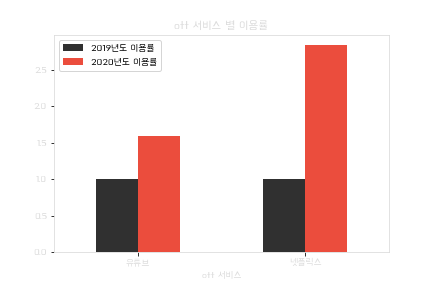 ott 서비스 별 이용률
2019년도 이용률
2020년도 이용률
2.5
2.0
1.5
1.0
0.5
0.0
유튜브
넷플릭스
ott 서비스